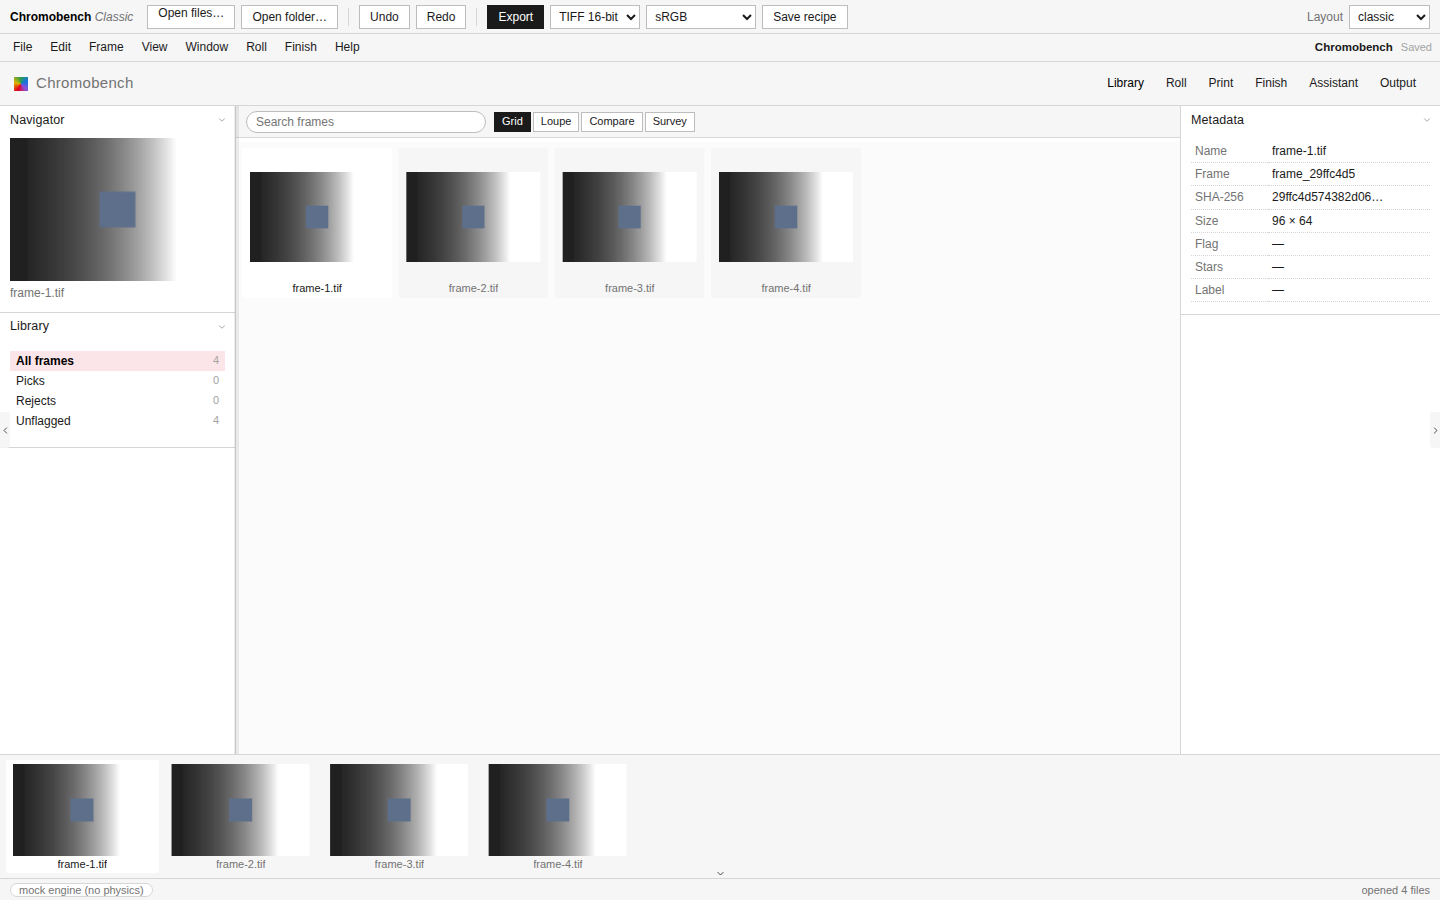 Chromobench Classic Open files… Open folder… Undo Redo Export TIFF 16-bit sRGB Save recipe Layout classic
File Edit Frame View Window Roll Finish Help Chromobench Saved
Chromobench Library Roll Print Finish Assistant Output
Navigator
frame-1.tif
Library
All frames 4
Picks 0
Rejects 0
Unflagged 4
Search frames Grid Loupe Compare Survey
frame-1.tif frame-2.tif frame-3.tif frame-4.tif
Metadata
Name frame-1.tif
Frame frame_29ffc4d5
SHA-256 29ffc4d574382d06…
Size 96 × 64
Flag —
Stars —
Label —
frame-1.tif frame-2.tif frame-3.tif frame-4.tif
mock engine (no physics) opened 4 files